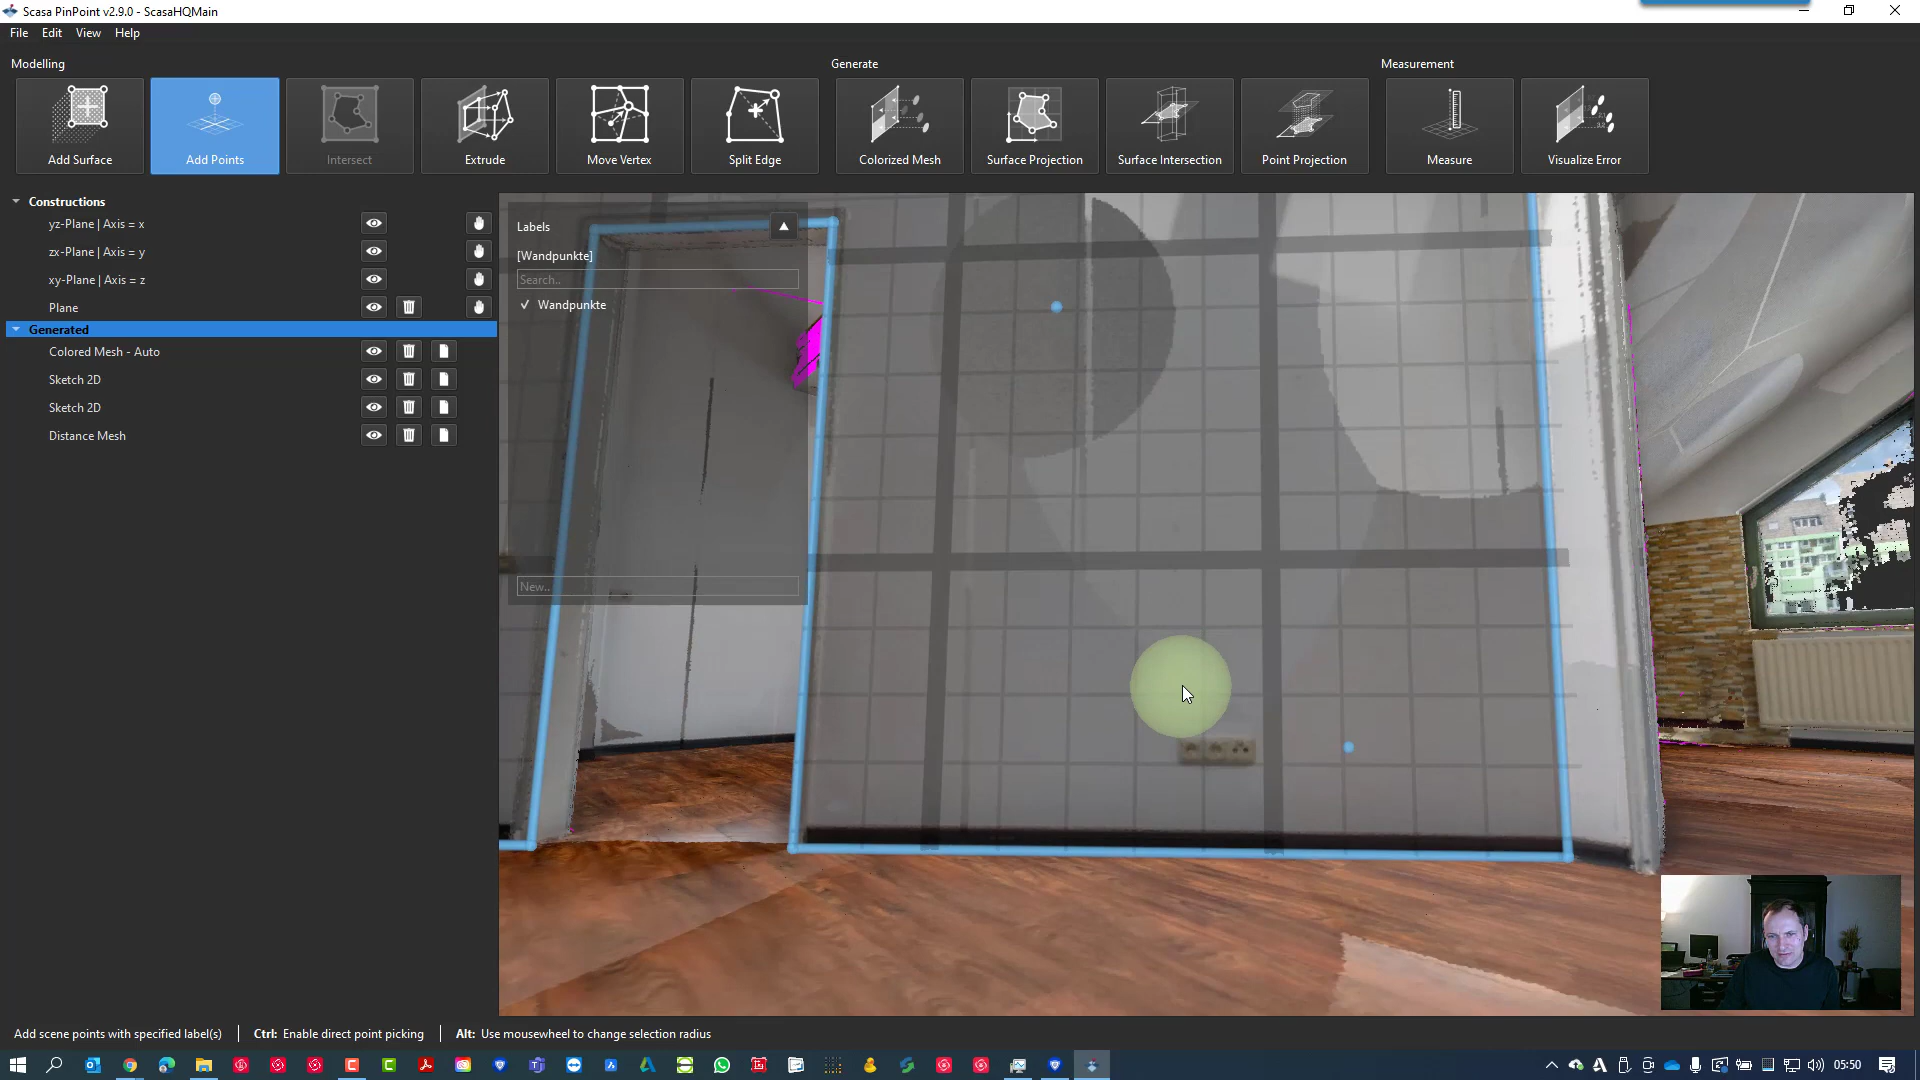 Scasa PinPoint v2.9.0 - ScasaHQMain
File Edit View Help
Modelling
Generate
Measurement
Add Surface
Add Points
Intersect
Extrude
Move Vertex
Split Edge
Colorized Mesh
Surface Projection
Surface Intersection
Point Projection
Measure
Visualize Error
Constructions
yz-Plane | Axis = x
zx-Plane | Axis = y
xy-Plane | Axis = z
Plane
Generated
Colored Mesh - Auto
Sketch 2D
Sketch 2D
Distance Mesh
Labels
[Wandpunkte]
Search..
✓ Wandpunkte
New..
Add scene points with specified label(s) | Ctrl: Enable direct point picking | Alt: Use mousewheel to change selection radius
05:50